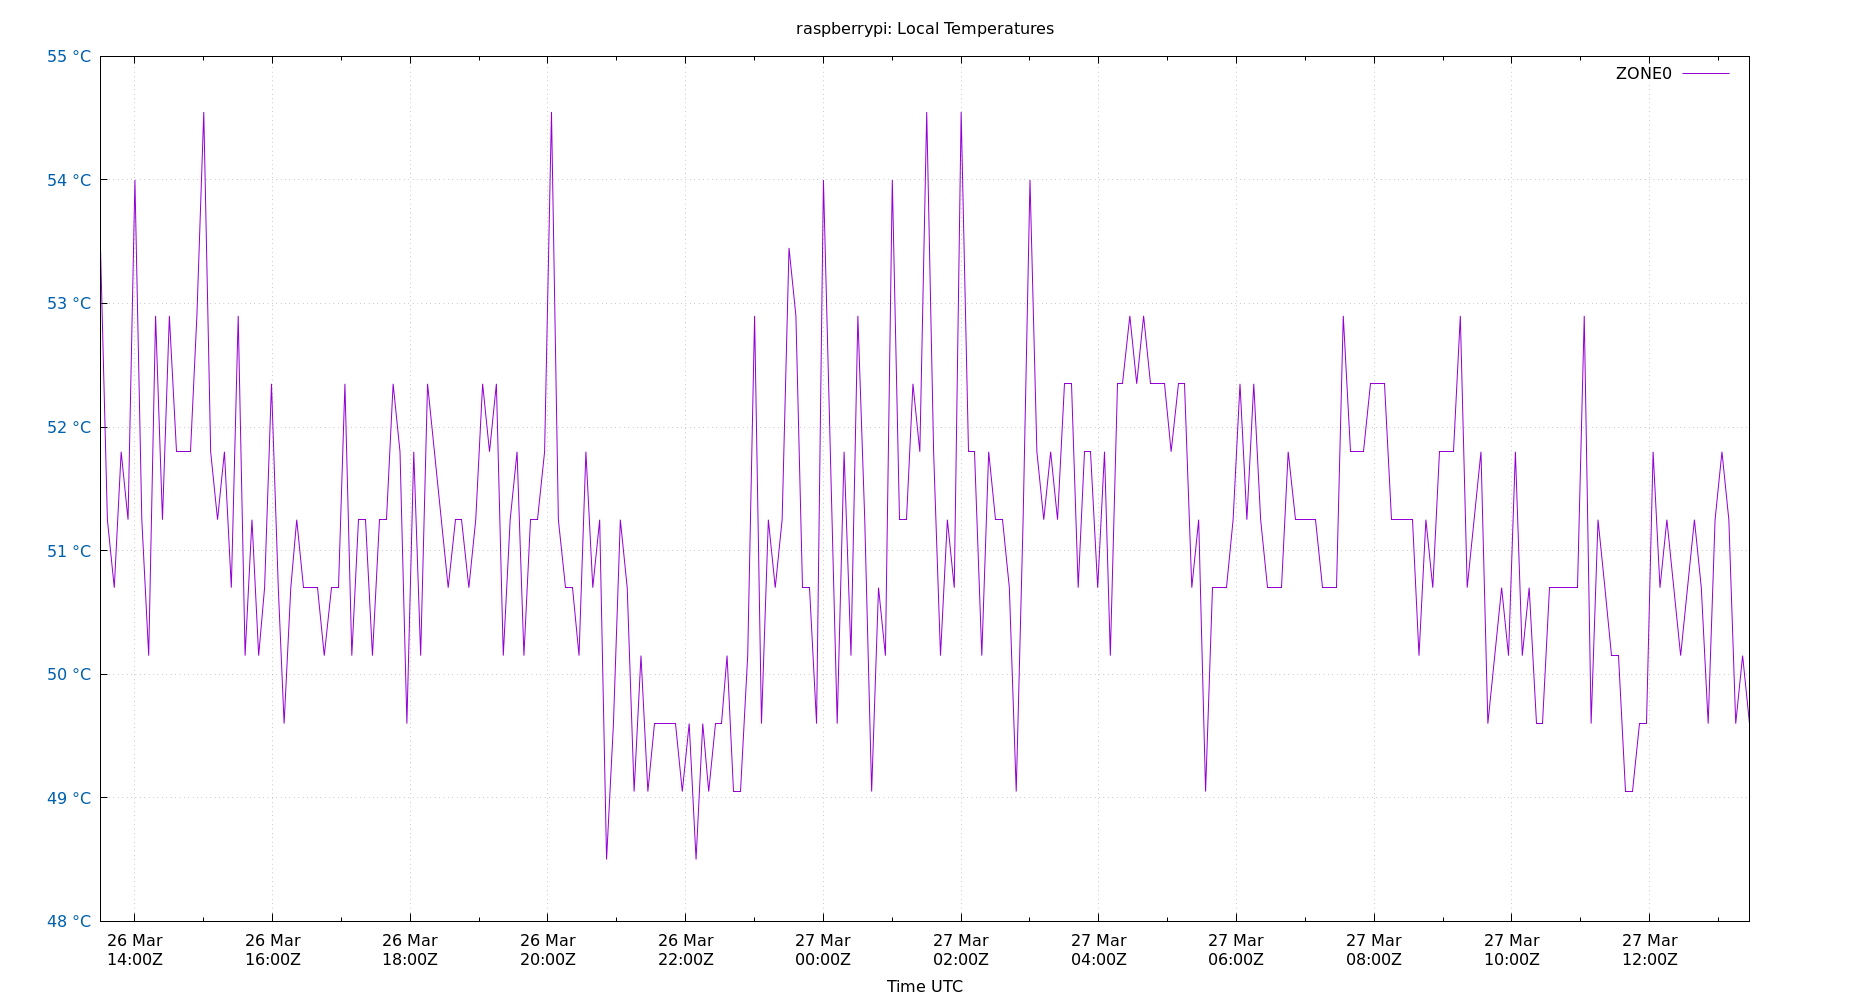 raspberrypi: Local Temperatures
ZONE0
55 °C
54 °C
53 °C
52 °C
51 °C
50 °C
49 °C
48 °C
26 Mar 26 Mar 26 Mar 26 Mar 26 Mar 27 Mar 27 Mar 27 Mar 27 Mar 27 Mar 27 Mar 27 Mar
14:00Z 16:00Z 18:00Z 20:00Z 22:00Z 00:00Z 02:00Z 04:00Z 06:00Z 08:00Z 10:00Z 12:00Z
Time UTC